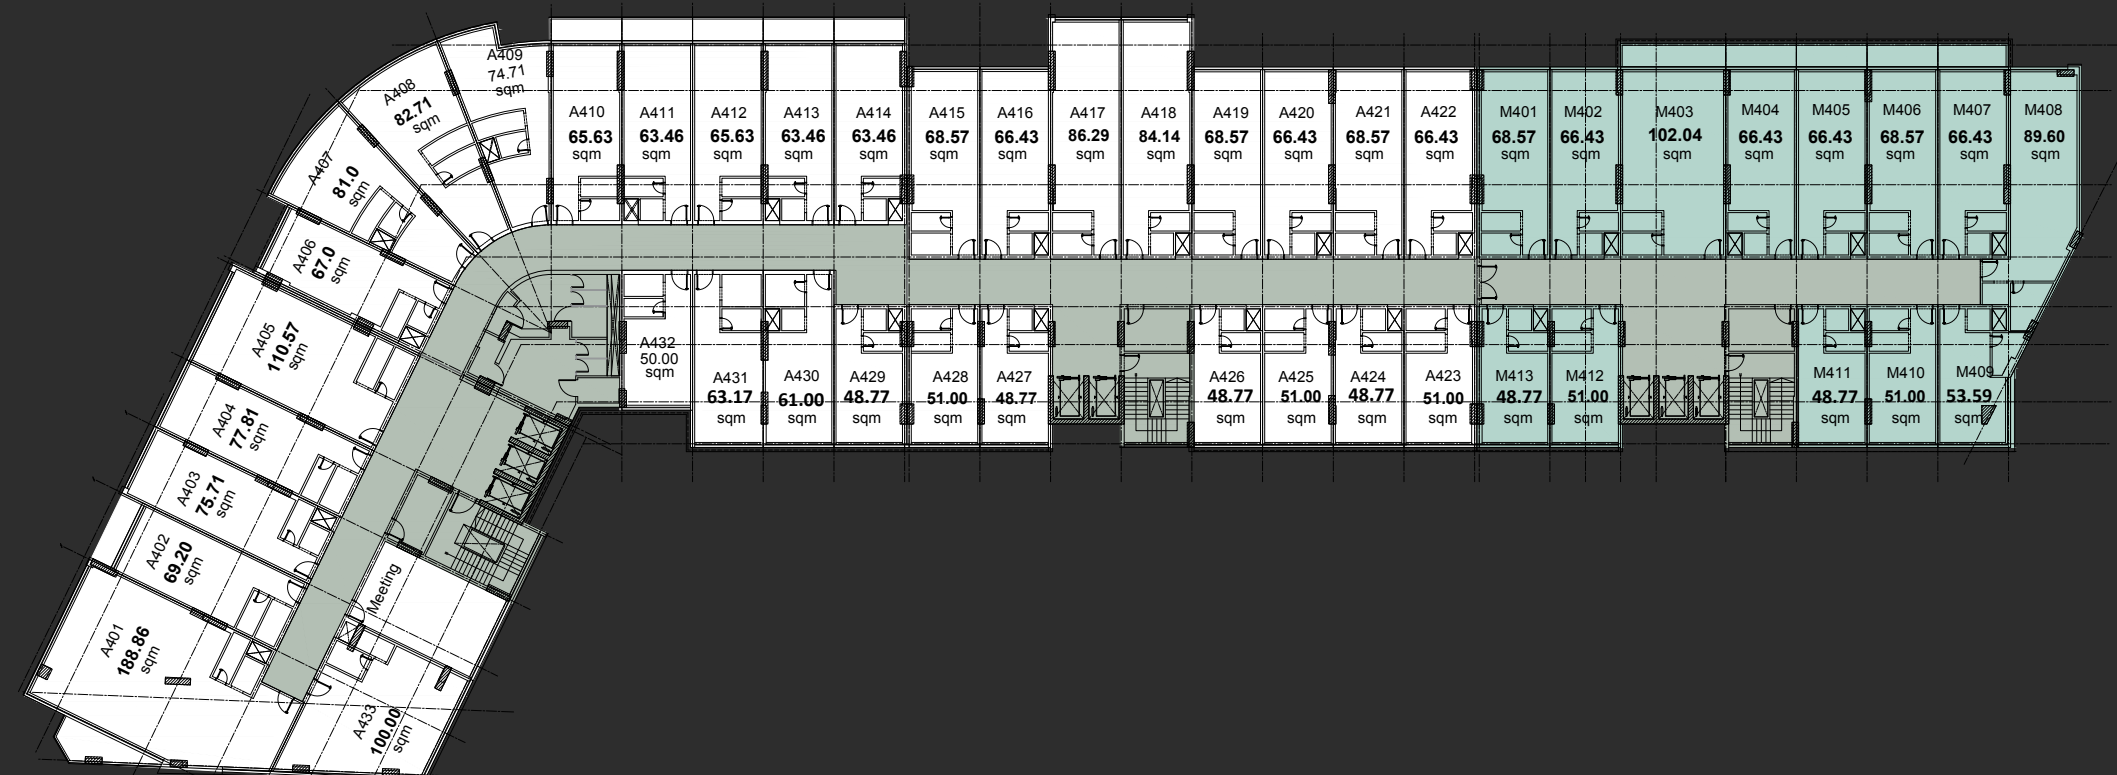 A409
74.71
sqm
A408
82.71
sqm
A407
81.0
sqm
A406
67.0
sqm
A405
110.57
sqm
A404
77.81
sqm
A403
75.71
sqm
A402
69.20
sqm
A401
188.86
sqm
A410
65.63
sqm
A411
63.46
sqm
A412
65.63
sqm
A413
63.46
sqm
A414
63.46
sqm
A415
68.57
sqm
A416
66.43
sqm
A417
86.29
sqm
A418
84.14
sqm
A419
68.57
sqm
A420
66.43
sqm
A421
68.57
sqm
A422
66.43
sqm
M401
68.57
sqm
M402
66.43
sqm
M403
102.04
sqm
M404
66.43
sqm
M405
66.43
sqm
M406
68.57
sqm
M407
66.43
sqm
M408
89.60
sqm
A432
50.00
sqm
A431
63.17
sqm
A430
61.00
sqm
A429
48.77
sqm
A428
51.00
sqm
A427
48.77
sqm
A426
48.77
sqm
A425
51.00
sqm
A424
48.77
sqm
A423
51.00
sqm
M413
48.77
sqm
M412
51.00
sqm
M411
48.77
sqm
M410
51.00
sqm
M409
53.59
sqm
Meeting
A433
100.00
sqm